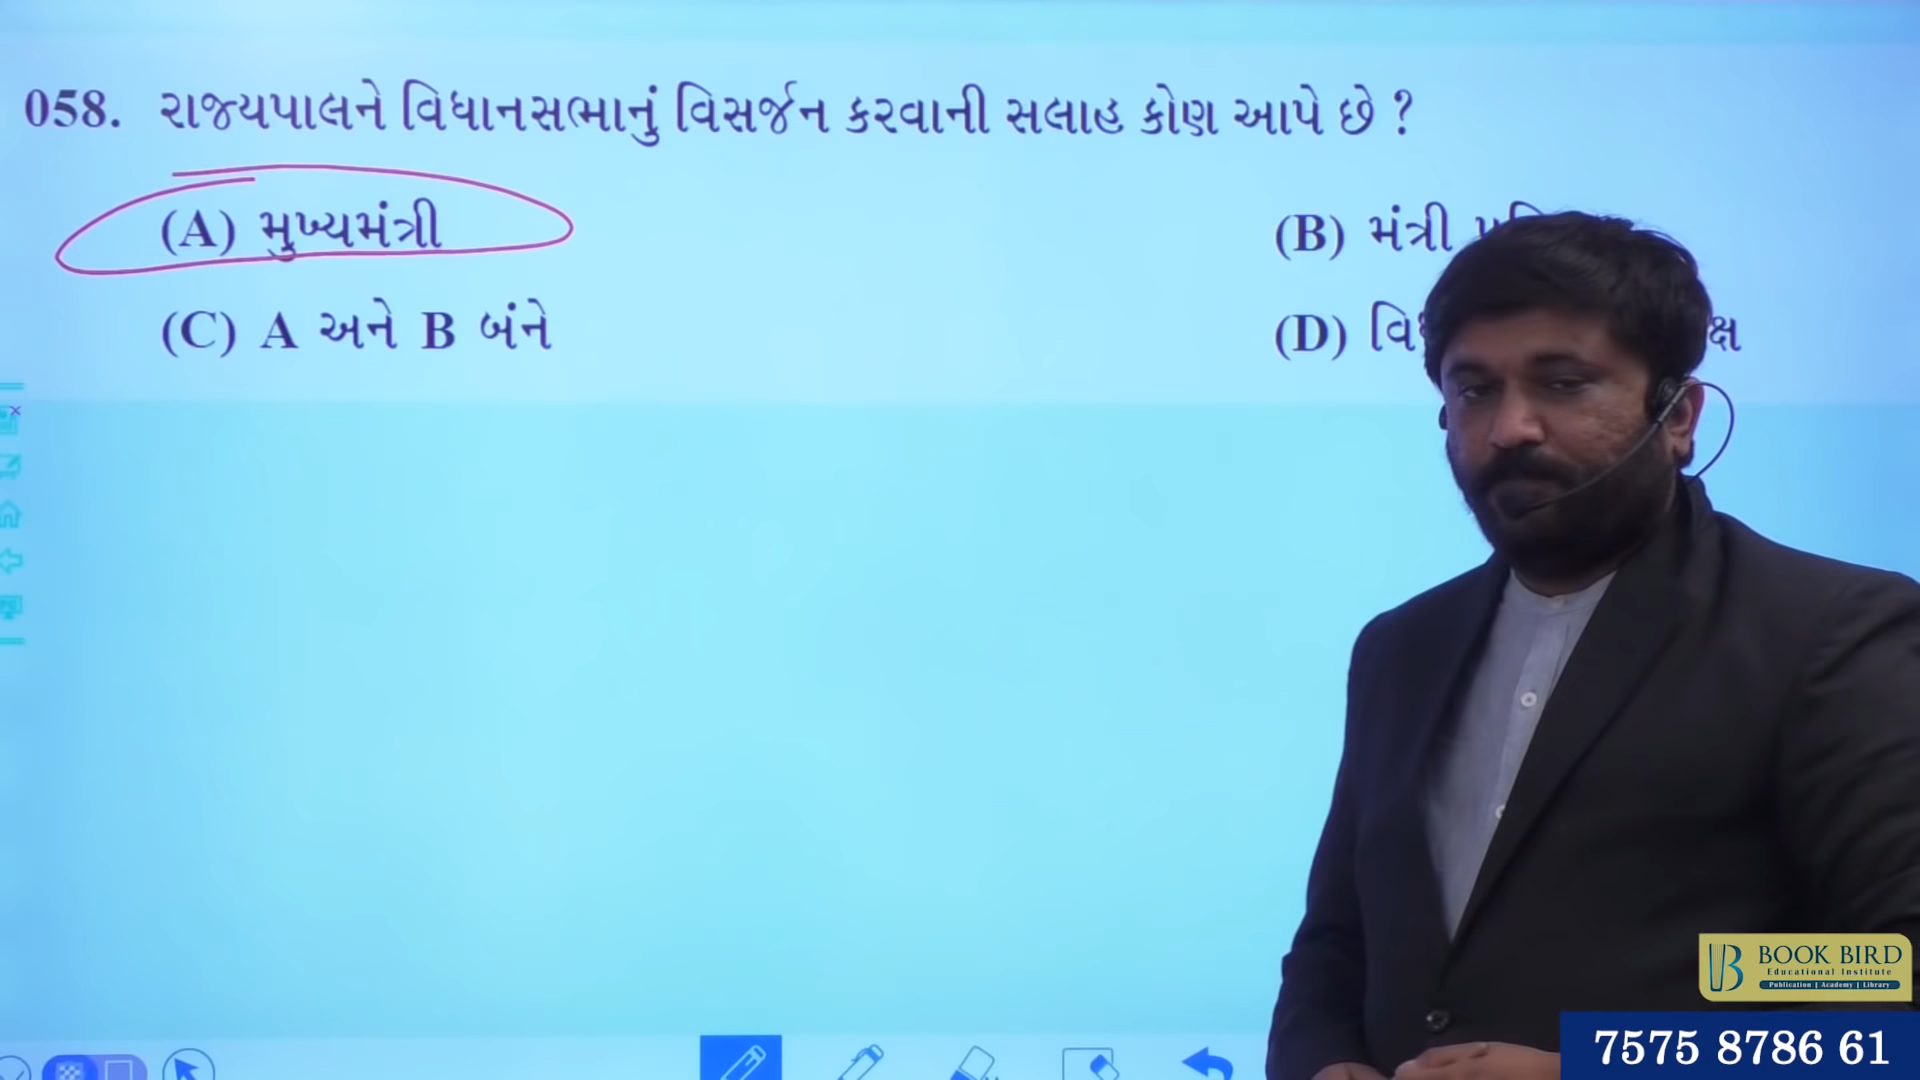 058. રાજ્યપાલને વિધાનસભાનું વિસર્જન કરવાની સલાહ કોણ આપે છે ?
(A) મુખ્યમંત્રી
(B) મંત્રી
(C) A અને B બંને
(D)
BOOK BIRD
Educational Institute
Publication | Academy | Library
7575 8786 61